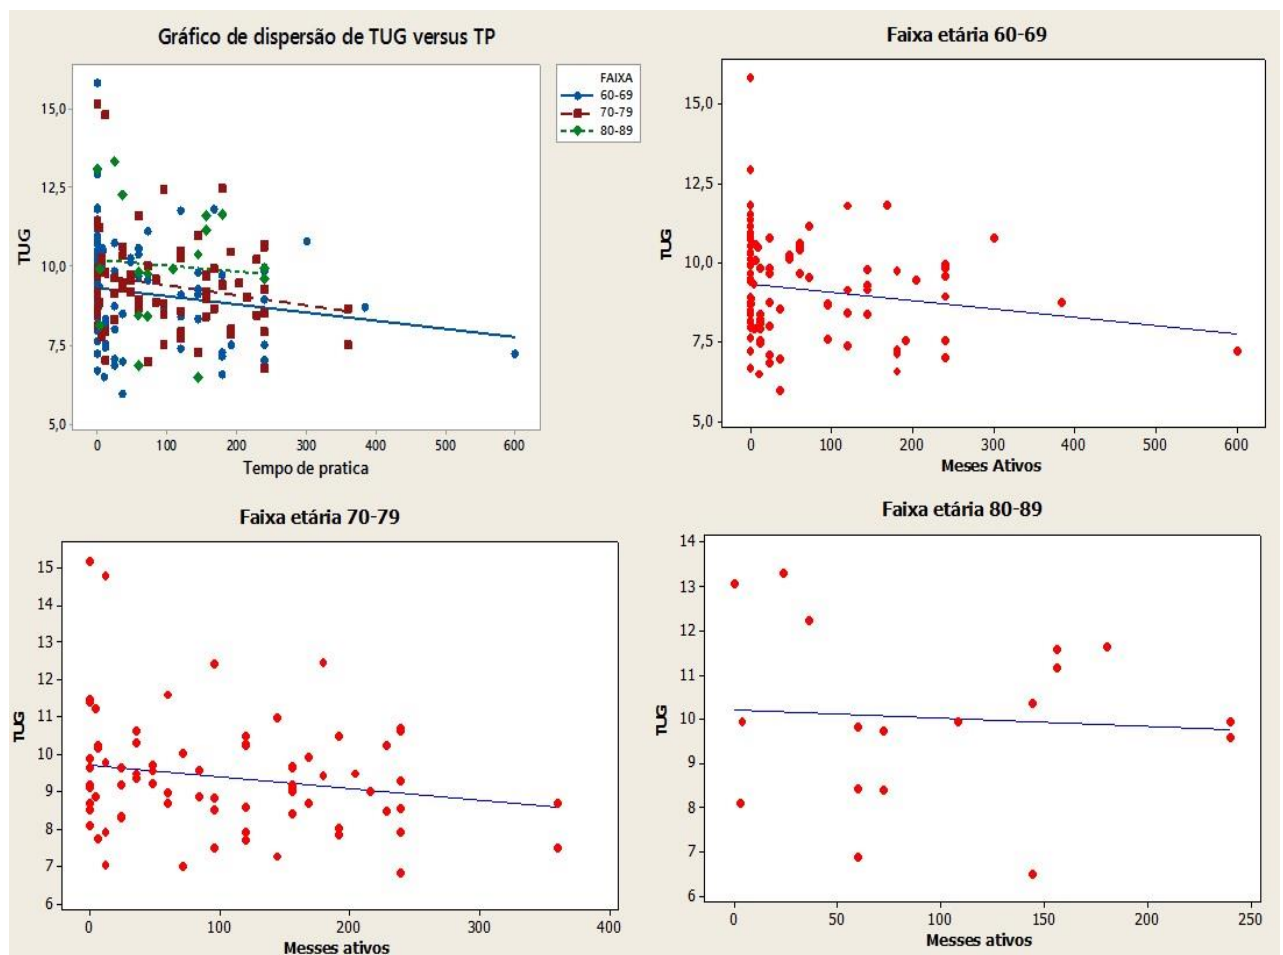 Gráfico de dispersão de TUG versus TP
TUG
15,0
12,5
10,0
7,5
5,0
0 100 200 300 400 500 600
Tempo de pratica
FAIXA
60-69
70-79
80-89
Faixa etária 60-69
TUG
15,0
12,5
10,0
7,5
5,0
0 100 200 300 400 500 600
Meses Ativos
Faixa etária 70-79
TUG
15
14
13
12
11
10
9
8
7
6
0 100 200 300 400
Messes ativos
Faixa etária 80-89
TUG
14
13
12
11
10
9
8
7
6
0 50 100 150 200 250
Messes ativos